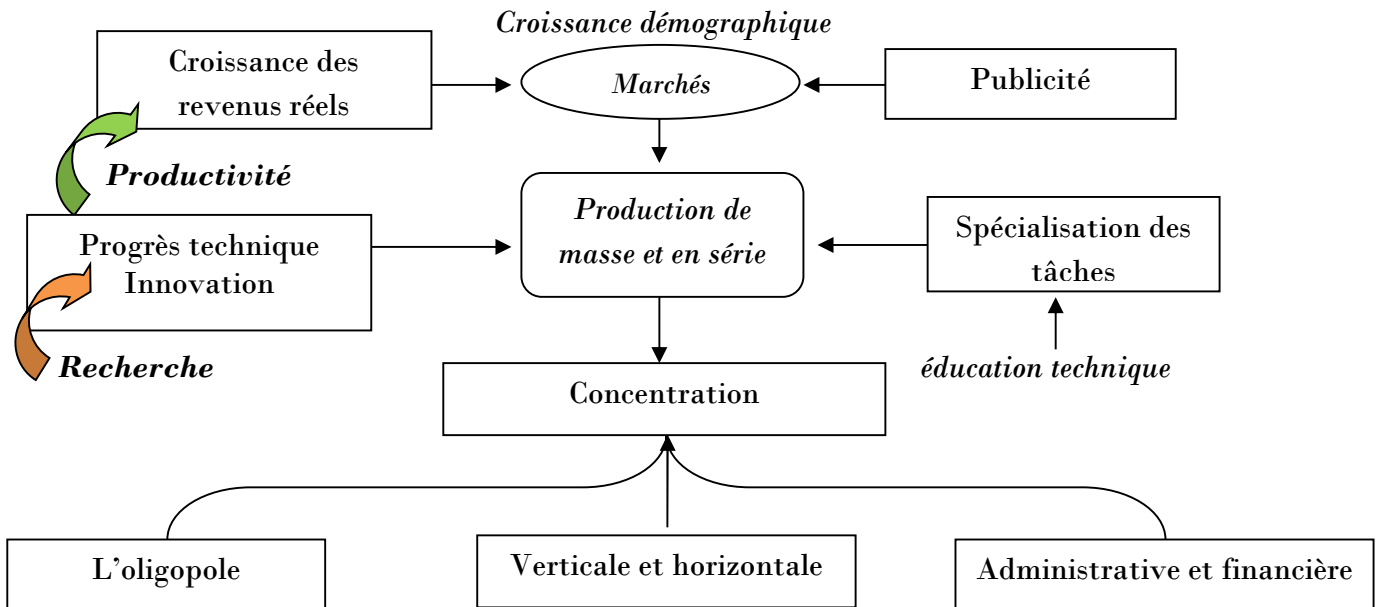 Croissance démographique
Croissance des
revenus réels
Marchés
Publicité
Productivité
Production de
masse et en série
Progrès technique
Innovation
Spécialisation des
tâches
Recherche
éducation technique
Concentration
L'oligopole
Verticale et horizontale
Administrative et financière